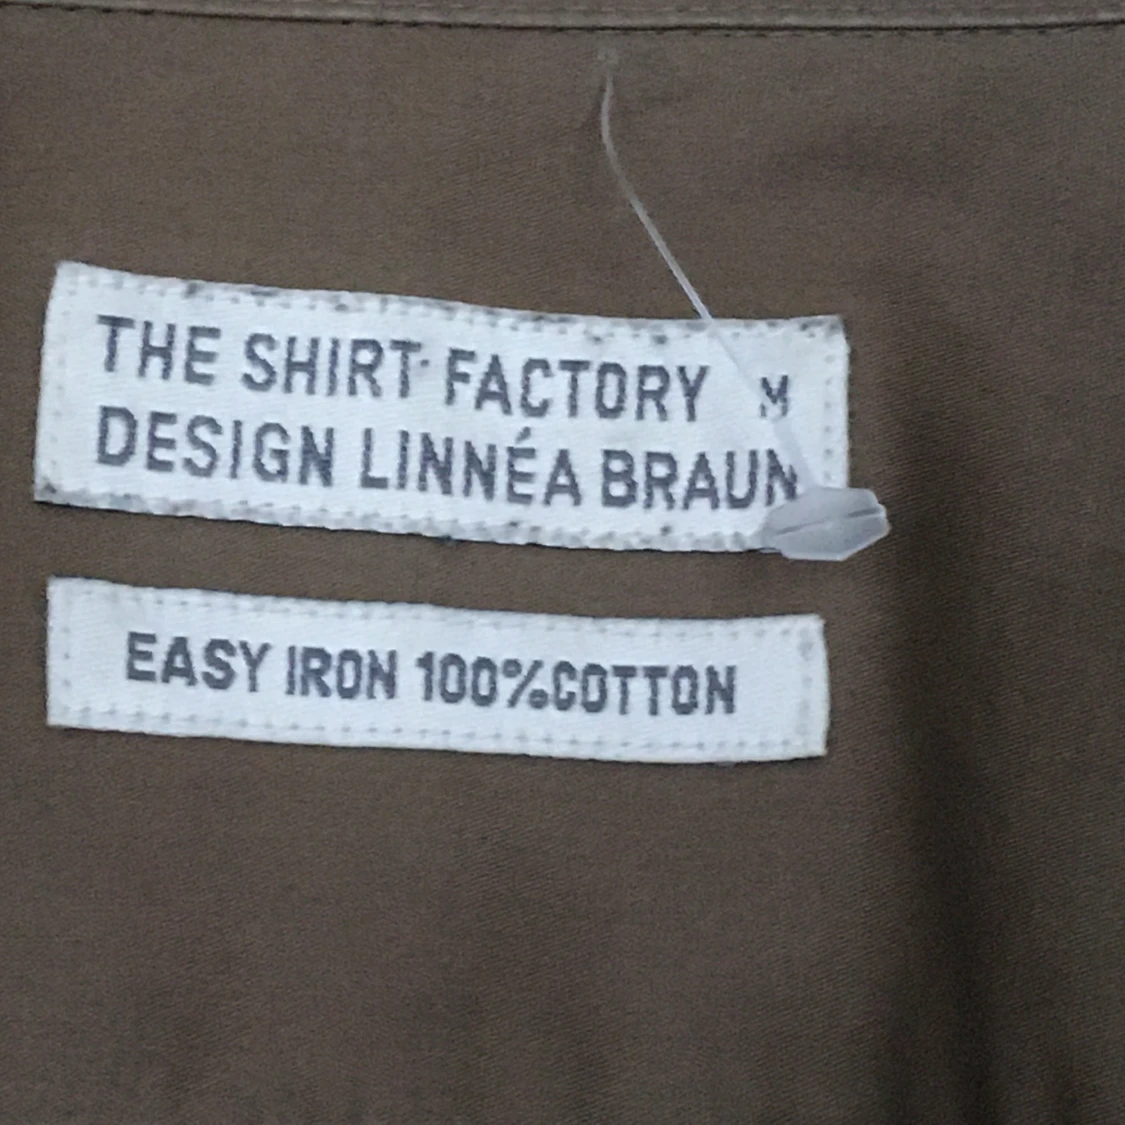 THE SHIRT FACTORY M
DESIGN LINNÉA BRAUN
EASY IRON 100%COTTON